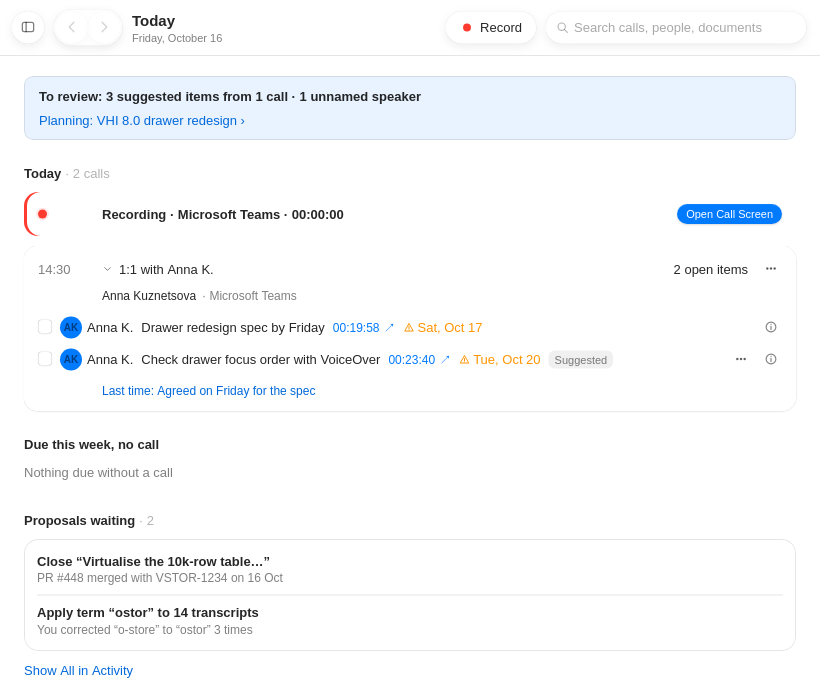 Today
Friday, October 16
Record
Search calls, people, documents
To review: 3 suggested items from 1 call · 1 unnamed speaker
Planning: VHI 8.0 drawer redesign ›
Today · 2 calls
Recording · Microsoft Teams · 00:00:00
Open Call Screen
14:30 1:1 with Anna K. 2 open items
Anna Kuznetsova · Microsoft Teams
AK Anna K. Drawer redesign spec by Friday 00:19:58 ↗ Sat, Oct 17
AK Anna K. Check drawer focus order with VoiceOver 00:23:40 ↗ Tue, Oct 20 Suggested
Last time: Agreed on Friday for the spec
Due this week, no call
Nothing due without a call
Proposals waiting · 2
Close “Virtualise the 10k-row table…”
PR #448 merged with VSTOR-1234 on 16 Oct
Apply term “ostor” to 14 transcripts
You corrected “o-store” to “ostor” 3 times
Show All in Activity